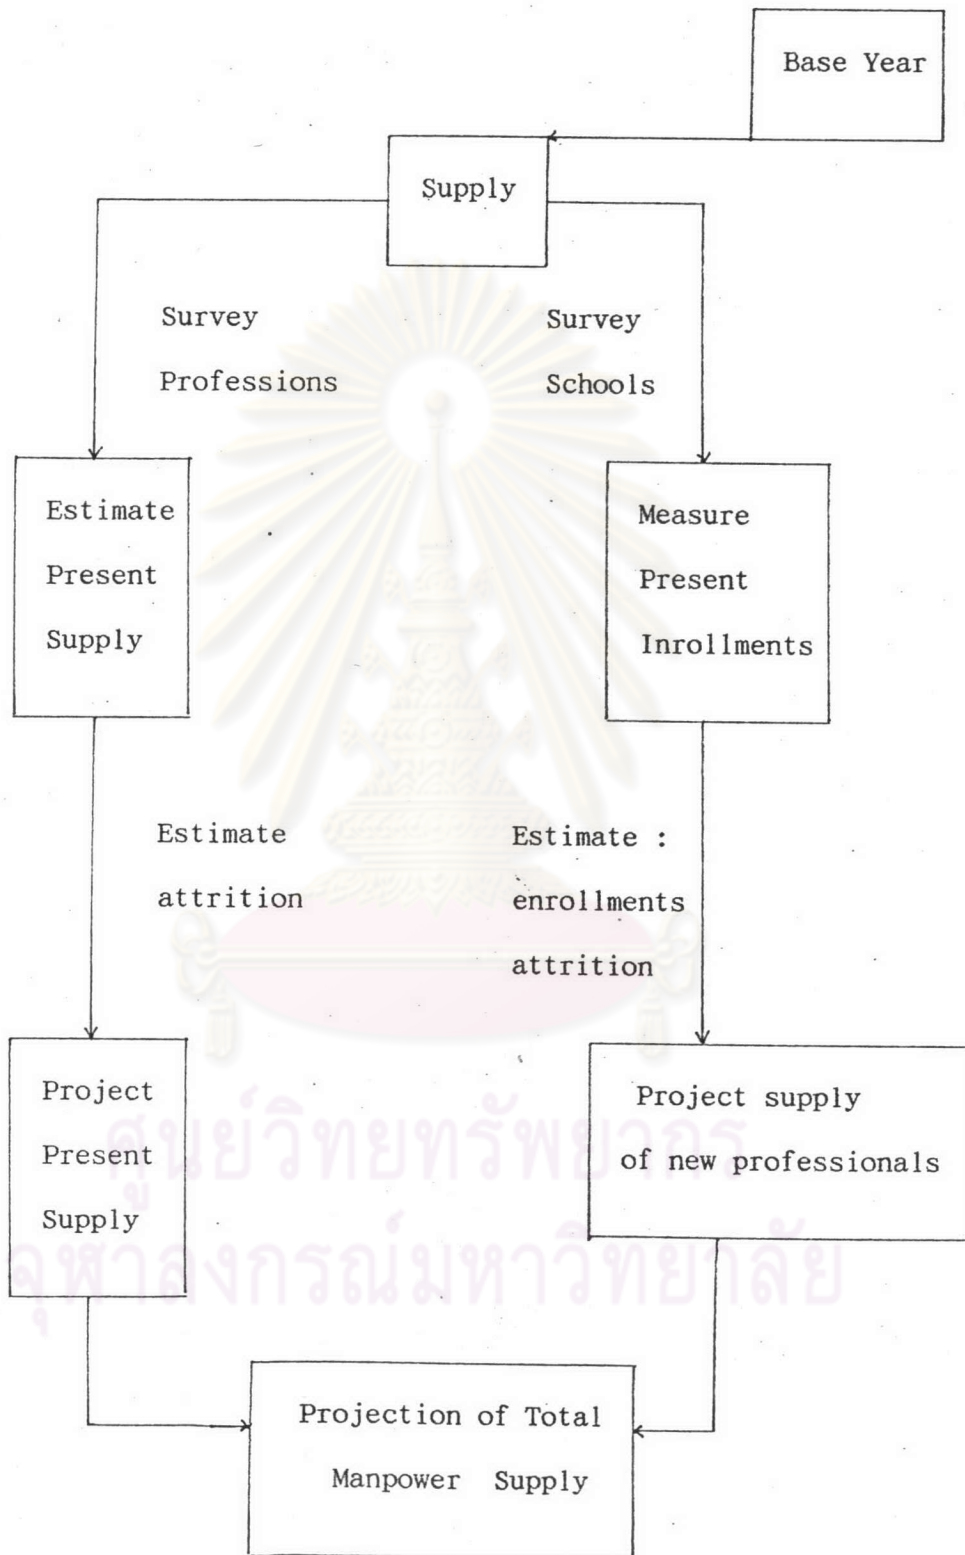 Base Year
Supply
Survey
Professions
Survey
Schools
Estimate
Present
Supply
Measure
Present
Inrollments
Estimate
attrition
Estimate :
enrollments
attrition
Project
Present
Supply
Project supply
of new professionals
ศูนย์วิทยทรัพยากร
จุฬาลงกรณ์มหาวิทยาลัย
Projection of Total
Manpower Supply